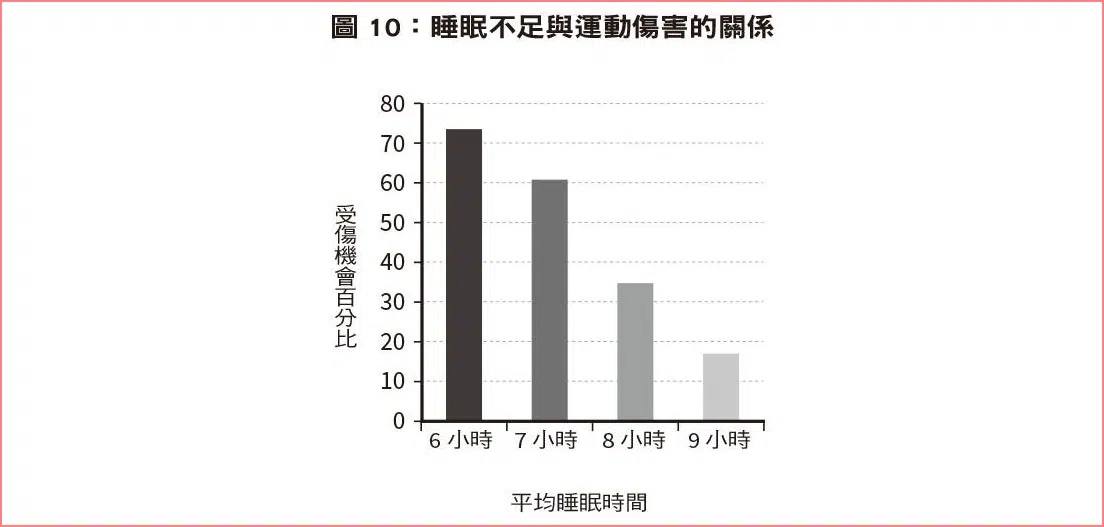 圖 10：睡眠不足與運動傷害的關係
80
70
60
50
40
30
20
10
0
受傷機會百分比
6 小時
7 小時
8 小時
9 小時
平均睡眠時間